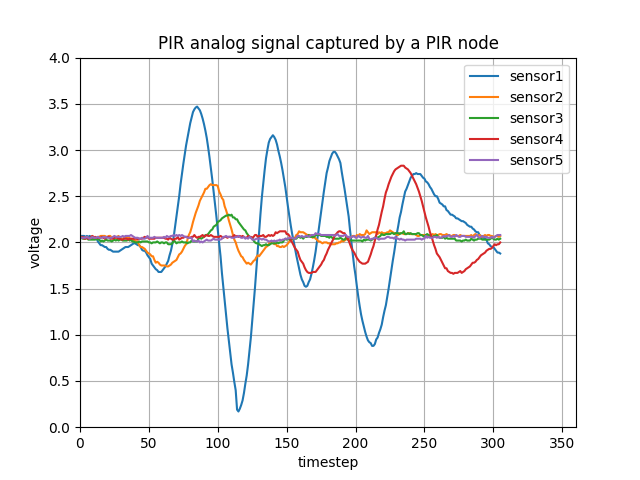 PIR analog signal captured by a PIR node
4.0
3.5
3.0
2.5
2.0
1.5
1.0
0.5
0.0
voltage
sensor1
sensor2
sensor3
sensor4
sensor5
0 50 100 150 200 250 300 350
timestep